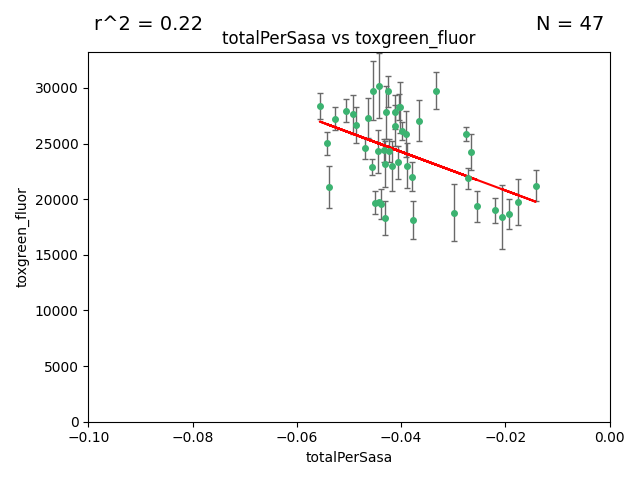 r^2 = 0.22
N = 47
totalPerSasa vs toxgreen_fluor
30000
25000
20000
15000
10000
5000
0
toxgreen_fluor
−0.10
−0.08
−0.06
−0.04
−0.02
0.00
totalPerSasa